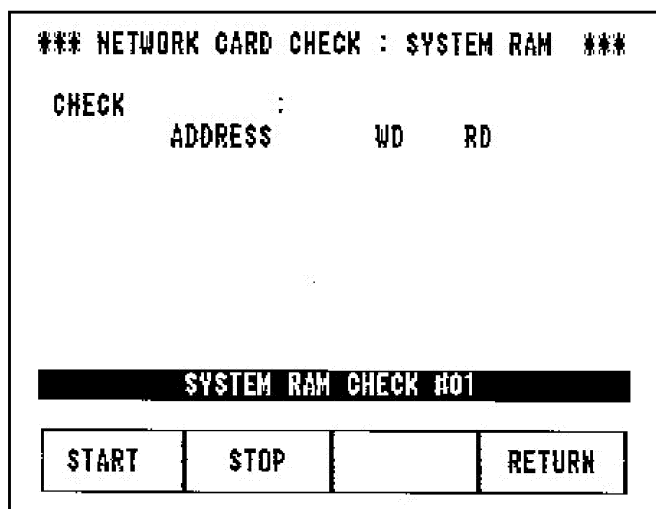 *** NETWORK CARD CHECK : SYSTEM RAM ***
CHECK :
ADDRESS WD RD
SYSTEM RAM CHECK #01
START STOP RETURN